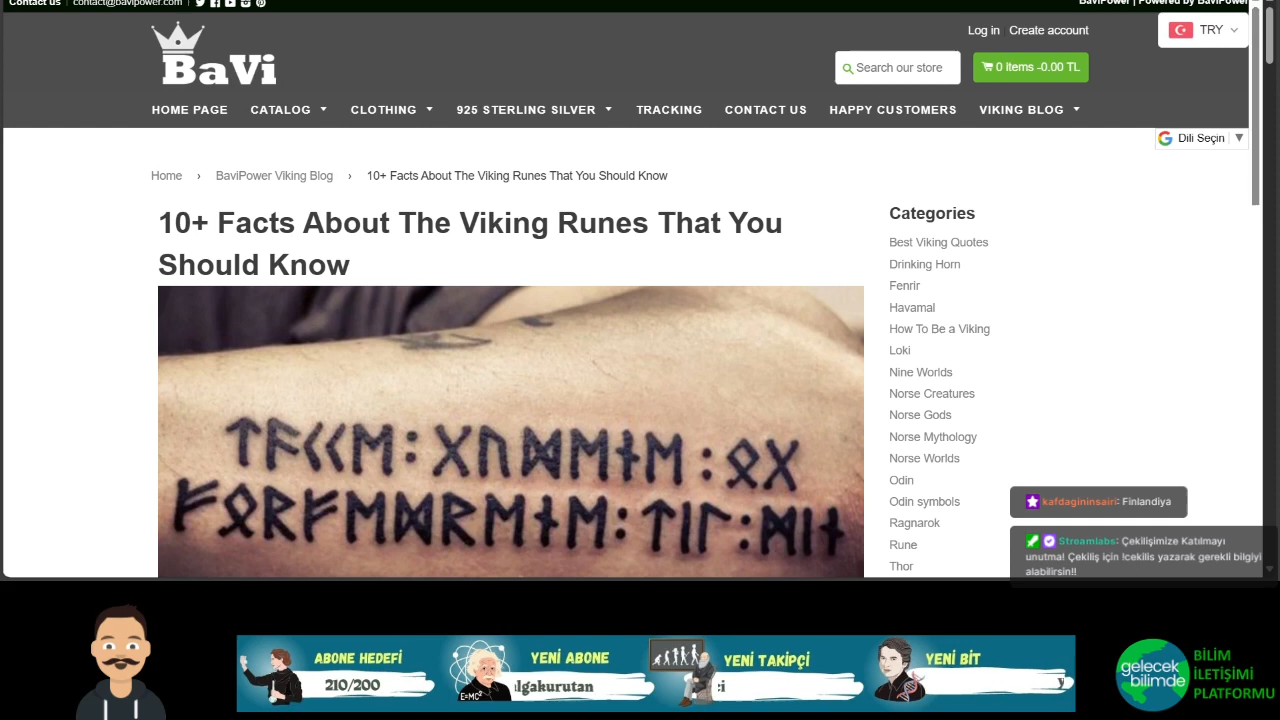 Contact us contact@bavipower.com BaviPower | Powered by BaviPower
BaVi
Log in Create account
TRY
Search our store
0 Items -0.00 TL
HOME PAGE CATALOG CLOTHING 925 STERLING SILVER TRACKING CONTACT US HAPPY CUSTOMERS VIKING BLOG
Dili Seçin
Home › BaviPower Viking Blog › 10+ Facts About The Viking Runes That You Should Know
10+ Facts About The Viking Runes That You
Should Know
Categories
Best Viking Quotes
Drinking Horn
Fenrir
Havamal
How To Be a Viking
Loki
Nine Worlds
Norse Creatures
Norse Gods
Norse Mythology
Norse Worlds
Odin
Odin symbols
Ragnarok
Rune
Thor
ᛏᚨᚲᚲᛖ:ᚷᚢᛞᛖᚾᛖ:ᛟᚷ
ᚠᛟᚱᚠᛖᛞᚱᛖᚾᛖ:ᛏᛁᛚ:ᛗᛁᚾ
kafdagininsairi: Finlandiya
Streamlabs: Çekilişimize Katılmayı
unutma! Çekiliş için !cekilis yazarak gerekli bilgiyi
alabilirsin!!
ABONE HEDEFİ
210/200
E=MC²
YENİ ABONE
lgakurutan
YENİ TAKİPÇİ
YENİ BİT
gelecek
bilimde
BİLİM
İLETİŞİMİ
PLATFORMU